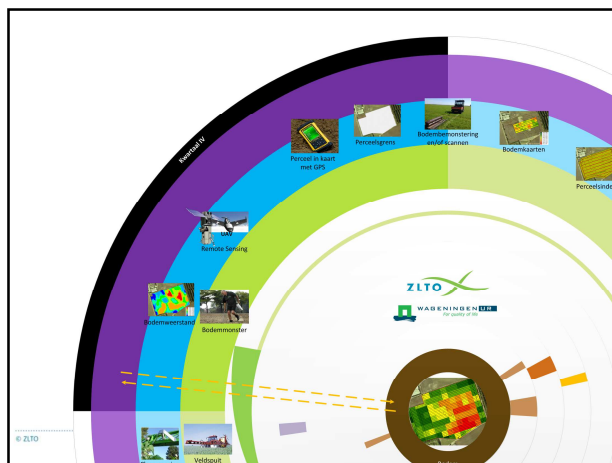 Kwartaal IV
Perceel in kaart
met GPS
Perceelsgrens
Bodembemonstering
en/of scannen
Bodemkaarten
Perceelsinde
UAV
Remote Sensing
Bodemweerstand
Bodemmonster
ZLTO
WAGENINGEN UR
For quality of life
© ZLTO
Veldspuit